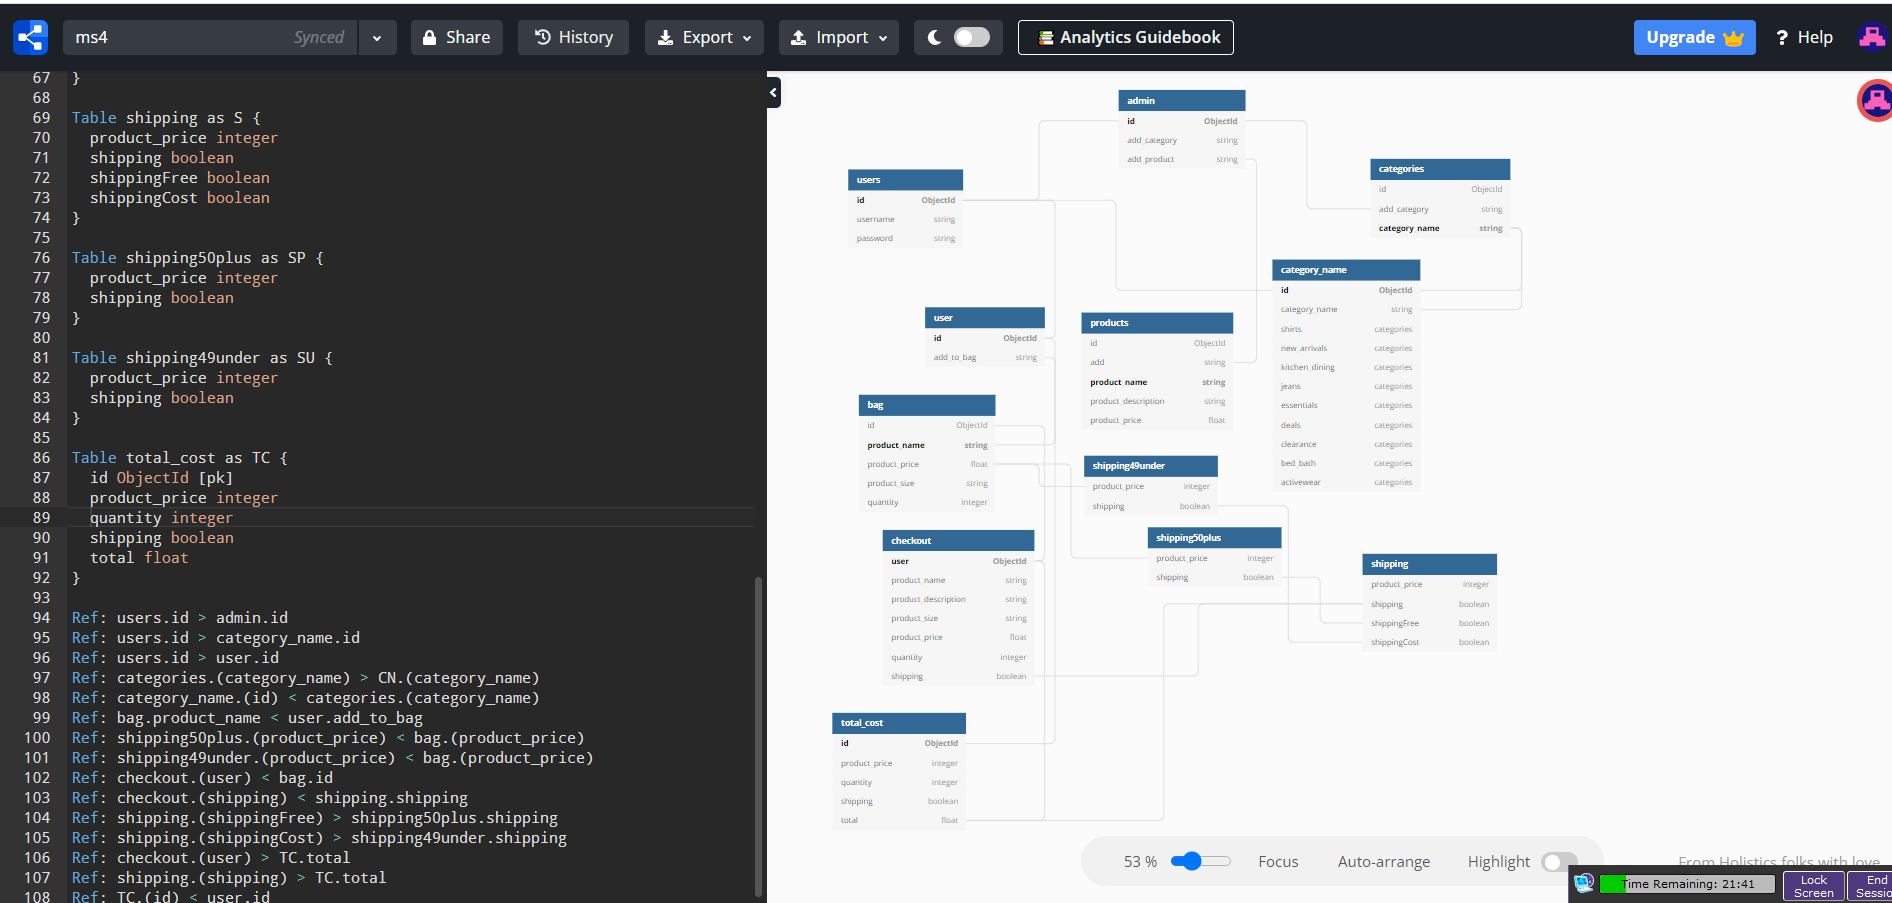 ms4 Synced Share History Export Import Analytics Guidebook Upgrade Help
67 }
68
69 Table shipping as S {
70 product_price integer
71 shipping boolean
72 shippingFree boolean
73 shippingCost boolean
74 }
75
76 Table shipping50plus as SP {
77 product_price integer
78 shipping boolean
79 }
80
81 Table shipping49under as SU {
82 product_price integer
83 shipping boolean
84 }
85
86 Table total_cost as TC {
87 id ObjectId [pk]
88 product_price integer
89 quantity integer
90 shipping boolean
91 total float
92 }
93
94 Ref: users.id > admin.id
95 Ref: users.id > category_name.id
96 Ref: users.id > user.id
97 Ref: categories.(category_name) > CN.(category_name)
98 Ref: category_name.(id) < categories.(category_name)
99 Ref: bag.product_name < user.add_to_bag
100 Ref: shipping50plus.(product_price) < bag.(product_price)
101 Ref: shipping49under.(product_price) < bag.(product_price)
102 Ref: checkout.(user) < bag.id
103 Ref: checkout.(shipping) < shipping.shipping
104 Ref: shipping.(shippingFree) > shipping50plus.shipping
105 Ref: shipping.(shippingCost) > shipping49under.shipping
106 Ref: checkout.(user) > TC.total
107 Ref: shipping.(shipping) > TC.total
108 Ref: TC.(id) < user.id
admin
id ObjectId
add_category string
add_product string
users
id ObjectId
username string
password string
categories
id ObjectId
add_category string
category_name string
category_name
id ObjectId
category_name string
shirts categories
new_arrivals categories
kitchen_dining categories
jeans categories
essentials categories
deals categories
clearance categories
bed_bath categories
activewear categories
user
id ObjectId
add_to_bag string
products
id ObjectId
add string
product_name string
product_description string
product_price float
bag
id ObjectId
product_name string
product_price float
product_size string
quantity integer
shipping49under
product_price integer
shipping boolean
shipping50plus
product_price integer
shipping boolean
checkout
user ObjectId
product_name string
product_description string
product_size string
product_price float
quantity integer
shipping boolean
shipping
product_price integer
shipping boolean
shippingFree boolean
shippingCost boolean
total_cost
id ObjectId
product_price integer
quantity integer
shipping boolean
total float
53 % Focus Auto-arrange Highlight
From Holistics folks with love
Time Remaining: 21:41
Lock Screen
End Sessio